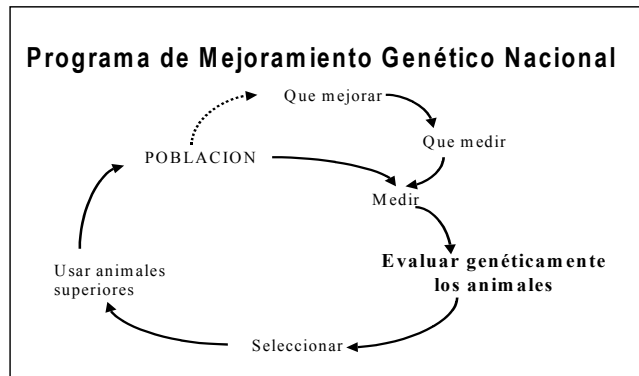 Programa de Mejoramiento Genético Nacional
Que mejorar
Que medir
POBLACION
Medir
Evaluar genéticamente
los animales
Usar animales
superiores
Seleccionar